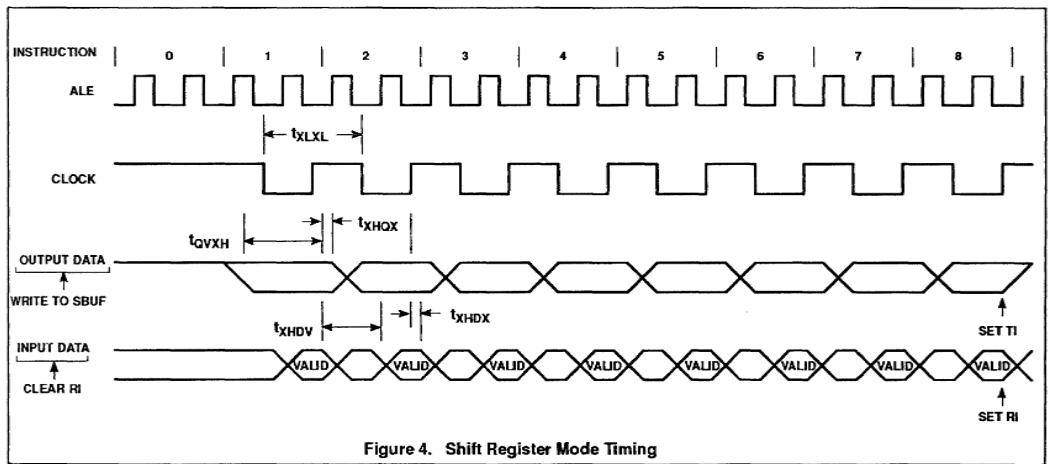 INSTRUCTION 0 1 2 3 4 5 6 7 8
ALE
tXLXL
CLOCK
tXHQX
tQVXH
OUTPUT DATA
WRITE TO SBUF
tXHDV
tXHDX
SET TI
INPUT DATA
VALID VALID VALID VALID VALID VALID VALID VALID
CLEAR RI
SET RI
Figure 4. Shift Register Mode Timing